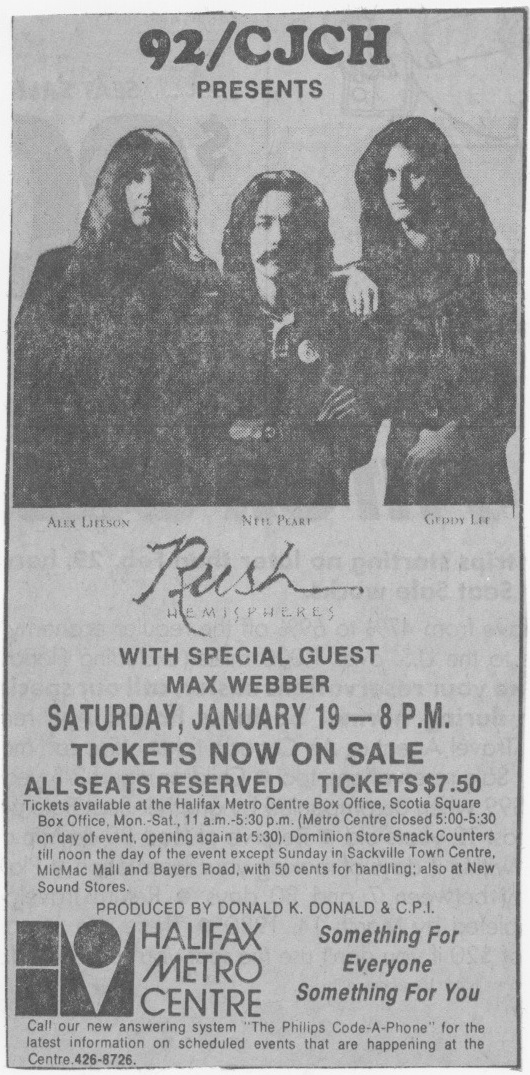 92/CJCH
PRESENTS
ALEX LIFESON
NEIL PEART
GEDDY LEE
Rush
HEMISPHERES
WITH SPECIAL GUEST
MAX WEBBER
SATURDAY, JANUARY 19 — 8 P.M.
TICKETS NOW ON SALE
ALL SEATS RESERVED TICKETS $7.50
Tickets available at the Halifax Metro Centre Box Office, Scotia Square
Box Office, Mon.-Sat., 11 a.m.-5:30 p.m. (Metro Centre closed 5:00-5:30
on day of event, opening again at 5:30). Dominion Store Snack Counters
till noon the day of the event except Sunday in Sackville Town Centre,
MicMac Mall and Bayers Road, with 50 cents for handling; also at New
Sound Stores.
PRODUCED BY DONALD K. DONALD & C.P.I.
HALIFAX
METRO
CENTRE
Something For
Everyone
Something For You
Call our new answering system "The Philips Code-A-Phone" for the
latest information on scheduled events that are happening at the
Centre.426-8726.